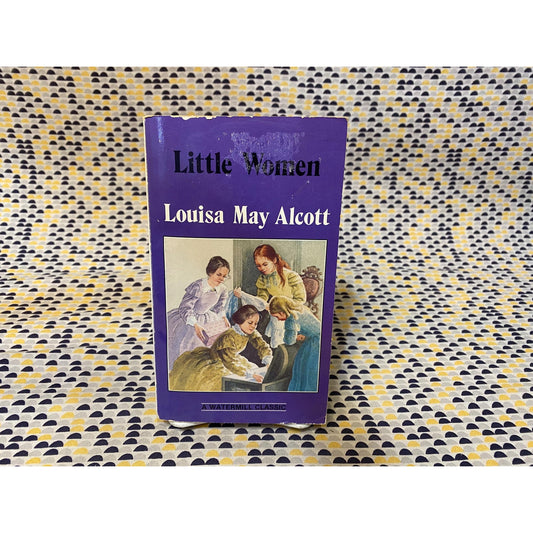 Little Women
Louisa May Alcott
A WATERMILL CLASSIC